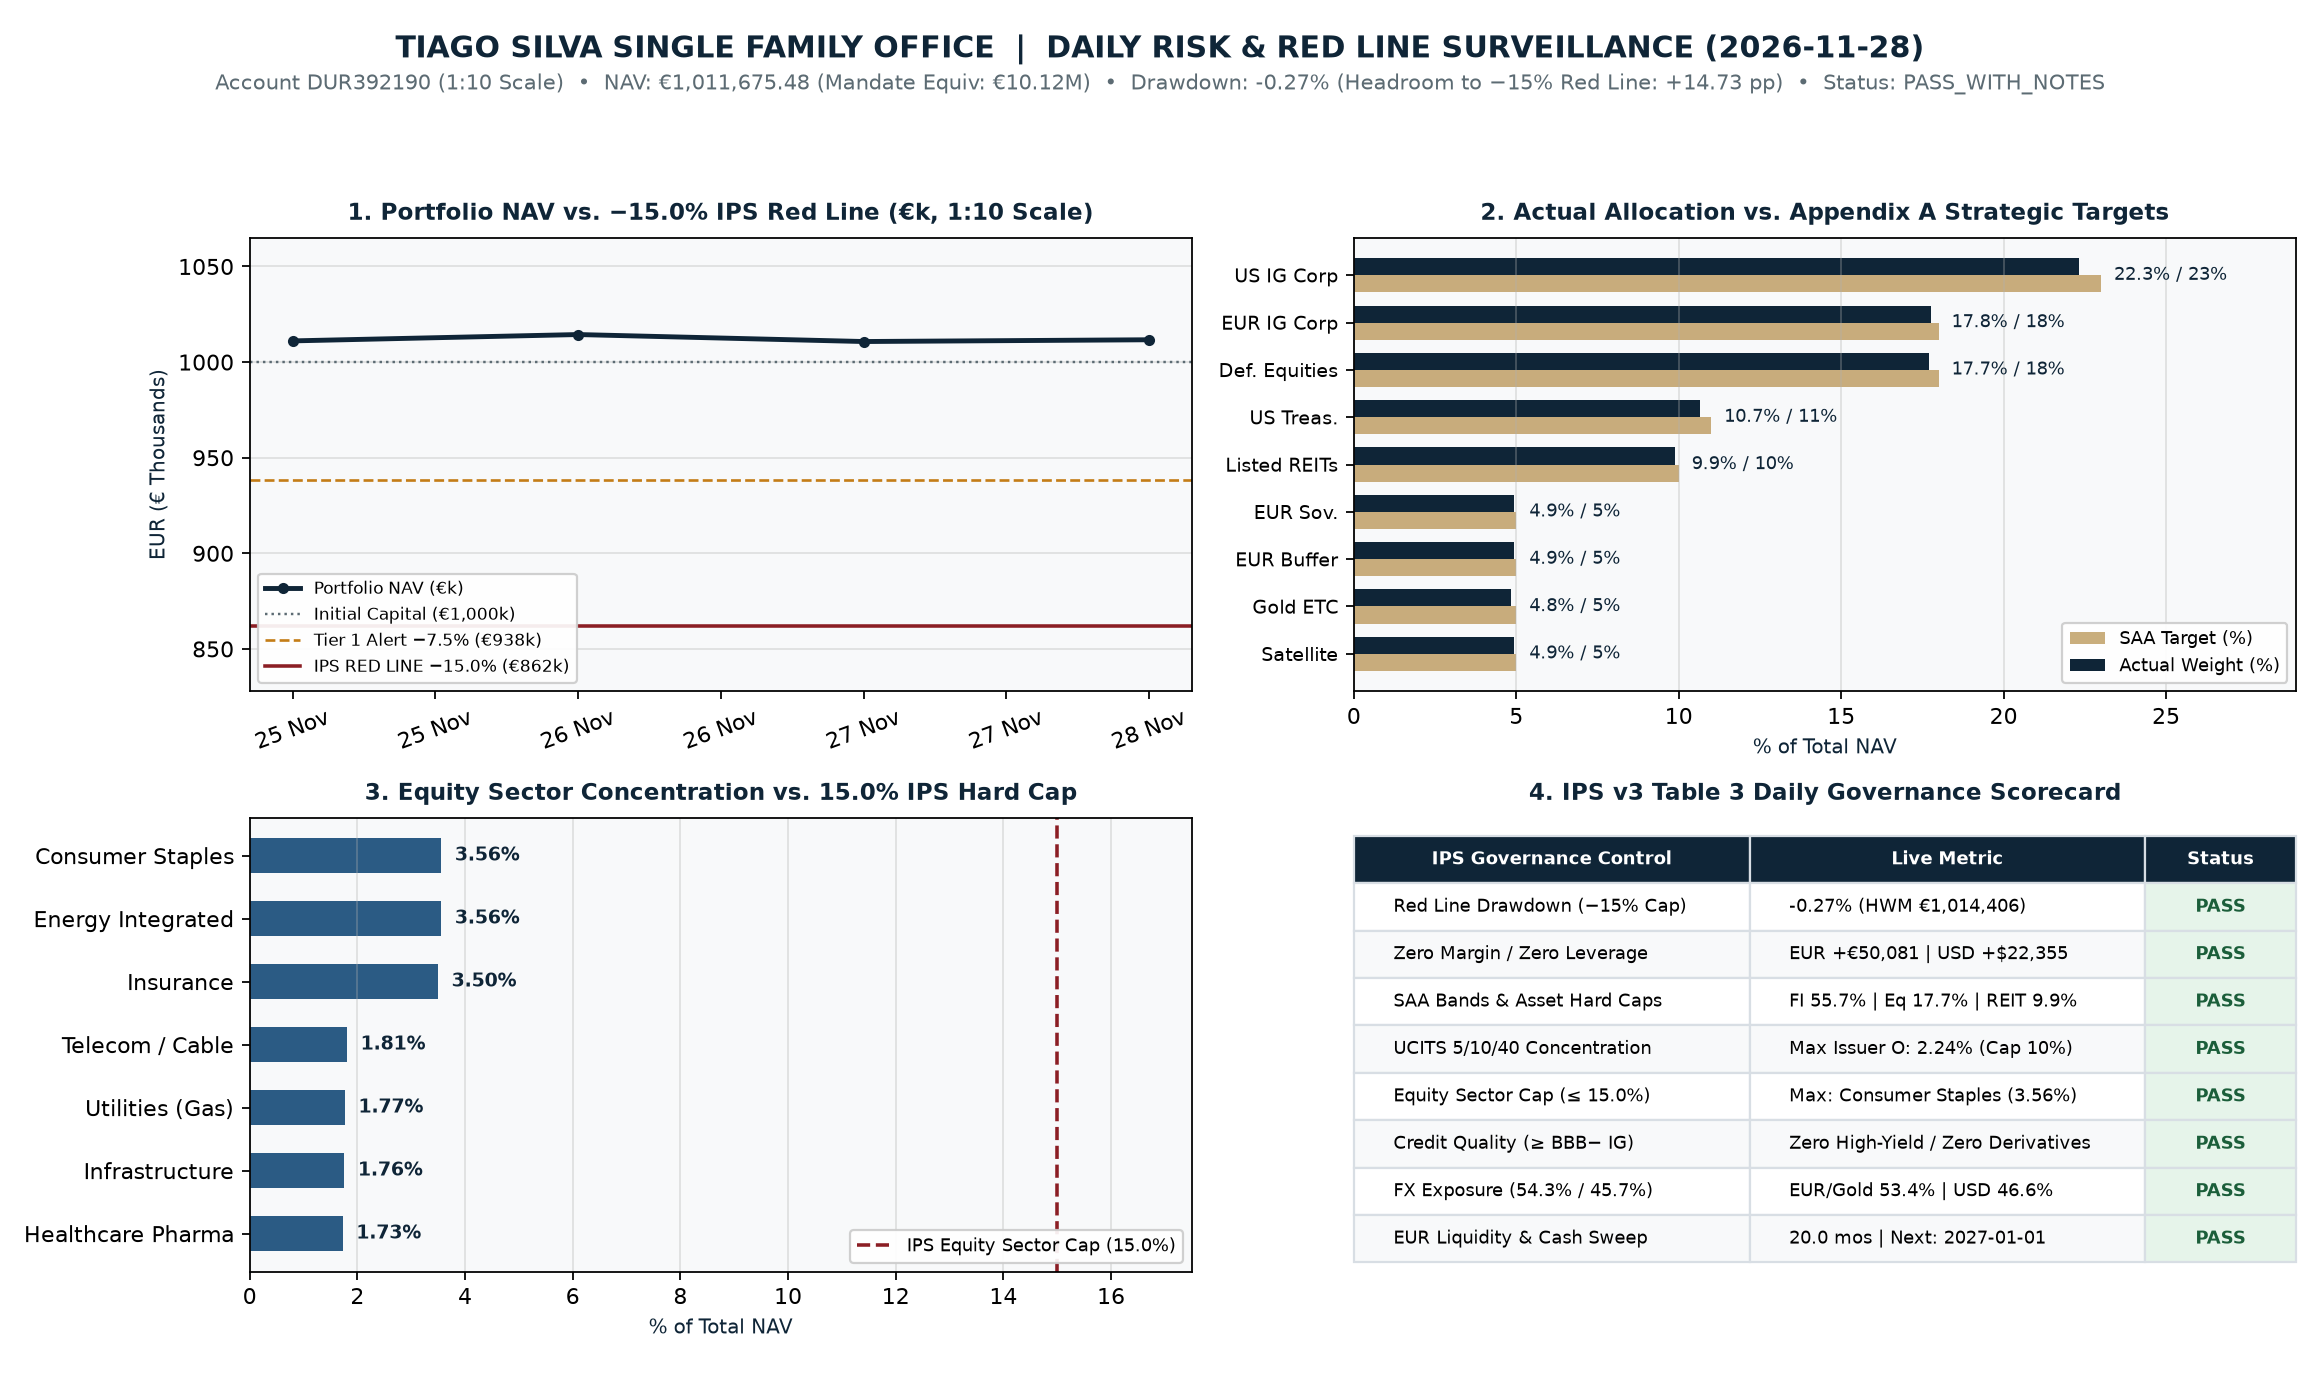 TIAGO SILVA SINGLE FAMILY OFFICE | DAILY RISK & RED LINE SURVEILLANCE (2026-11-28)
Account DUR392190 (1:10 Scale) • NAV: €1,011,675.48 (Mandate Equiv: €10.12M) • Drawdown: -0.27% (Headroom to −15% Red Line: +14.73 pp) • Status: PASS_WITH_NOTES
1. Portfolio NAV vs. −15.0% IPS Red Line (€k, 1:10 Scale)
EUR (€ Thousands)
1050
1000
950
900
850
Portfolio NAV (€k)
Initial Capital (€1,000k)
Tier 1 Alert −7.5% (€938k)
IPS RED LINE −15.0% (€862k)
25 Nov 25 Nov 26 Nov 26 Nov 27 Nov 27 Nov 28 Nov
2. Actual Allocation vs. Appendix A Strategic Targets
US IG Corp 22.3% / 23%
EUR IG Corp 17.8% / 18%
Def. Equities 17.7% / 18%
US Treas. 10.7% / 11%
Listed REITs 9.9% / 10%
EUR Sov. 4.9% / 5%
EUR Buffer 4.9% / 5%
Gold ETC 4.8% / 5%
Satellite 4.9% / 5%
SAA Target (%)
Actual Weight (%)
0 5 10 15 20 25
% of Total NAV
3. Equity Sector Concentration vs. 15.0% IPS Hard Cap
Consumer Staples 3.56%
Energy Integrated 3.56%
Insurance 3.50%
Telecom / Cable 1.81%
Utilities (Gas) 1.77%
Infrastructure 1.76%
Healthcare Pharma 1.73%
IPS Equity Sector Cap (15.0%)
0 2 4 6 8 10 12 14 16
% of Total NAV
4. IPS v3 Table 3 Daily Governance Scorecard
IPS Governance Control Live Metric Status
Red Line Drawdown (−15% Cap) -0.27% (HWM €1,014,406) PASS
Zero Margin / Zero Leverage EUR +€50,081 | USD +$22,355 PASS
SAA Bands & Asset Hard Caps FI 55.7% | Eq 17.7% | REIT 9.9% PASS
UCITS 5/10/40 Concentration Max Issuer O: 2.24% (Cap 10%) PASS
Equity Sector Cap (≤ 15.0%) Max: Consumer Staples (3.56%) PASS
Credit Quality (≥ BBB− IG) Zero High-Yield / Zero Derivatives PASS
FX Exposure (54.3% / 45.7%) EUR/Gold 53.4% | USD 46.6% PASS
EUR Liquidity & Cash Sweep 20.0 mos | Next: 2027-01-01 PASS